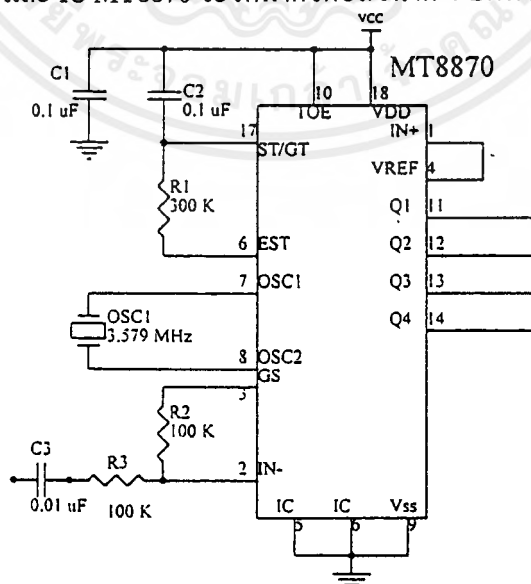 vcc
MT8870
C1
0.1 uF
C2
0.1 uF
10
18
TOE
VDD
17
ST/GT
IN+
1
VREF
4
R1
300 K
Q1
11
6
EST
Q2
12
7
OSC1
Q3
13
Q4
14
OSC1
3.579 MHz
8
OSC2
GS
3
R2
100 K
C3
0.01 uF
R3
100 K
2
IN-
IC
IC
Vss
5
6
9